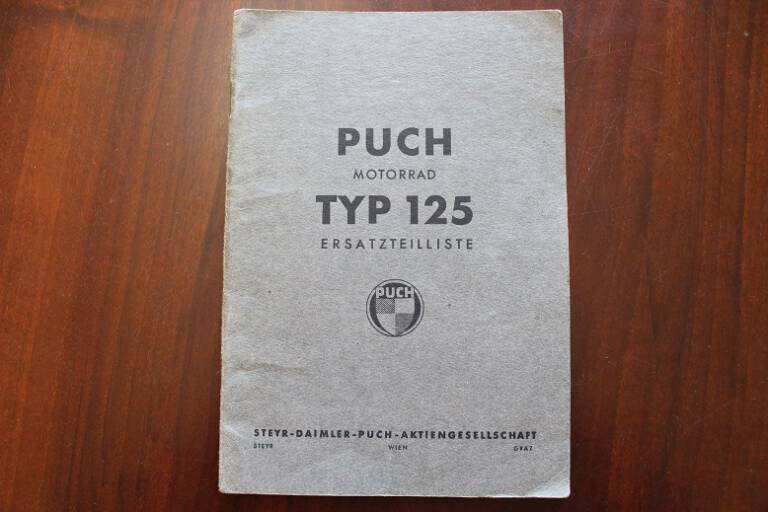 PUCH
MOTORRAD
TYP 125
ERSATZTEILLISTE
PUCH
STEYR-DAIMLER-PUCH-AKTIENGESELLSCHAFT
STEYR WIEN GRAZ